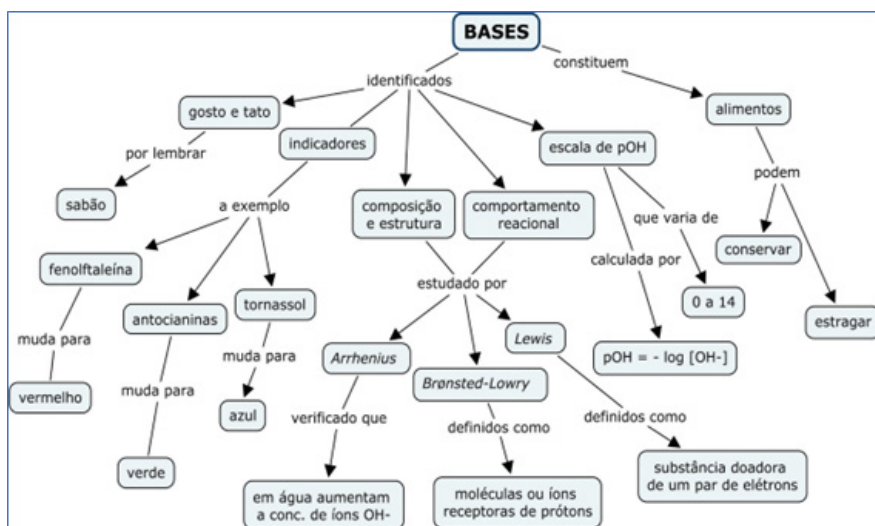 BASES
identificados
constituem
gosto e tato
indicadores
escala de pOH
alimentos
por lembrar
sabão
a exemplo
composição
e estrutura
comportamento
reacional
que varia de
calculada por
podem
conservar
estragar
fenolftaleína
antocianinas
tornassol
estudado por
0 a 14
pOH = - log [OH-]
muda para
vermelho
muda para
verde
muda para
azul
Arrhenius
Brønsted-Lowry
Lewis
verificado que
definidos como
definidos como
em água aumentam
a conc. de íons OH-
moléculas ou íons
receptoras de prótons
substância doadora
de um par de elétrons